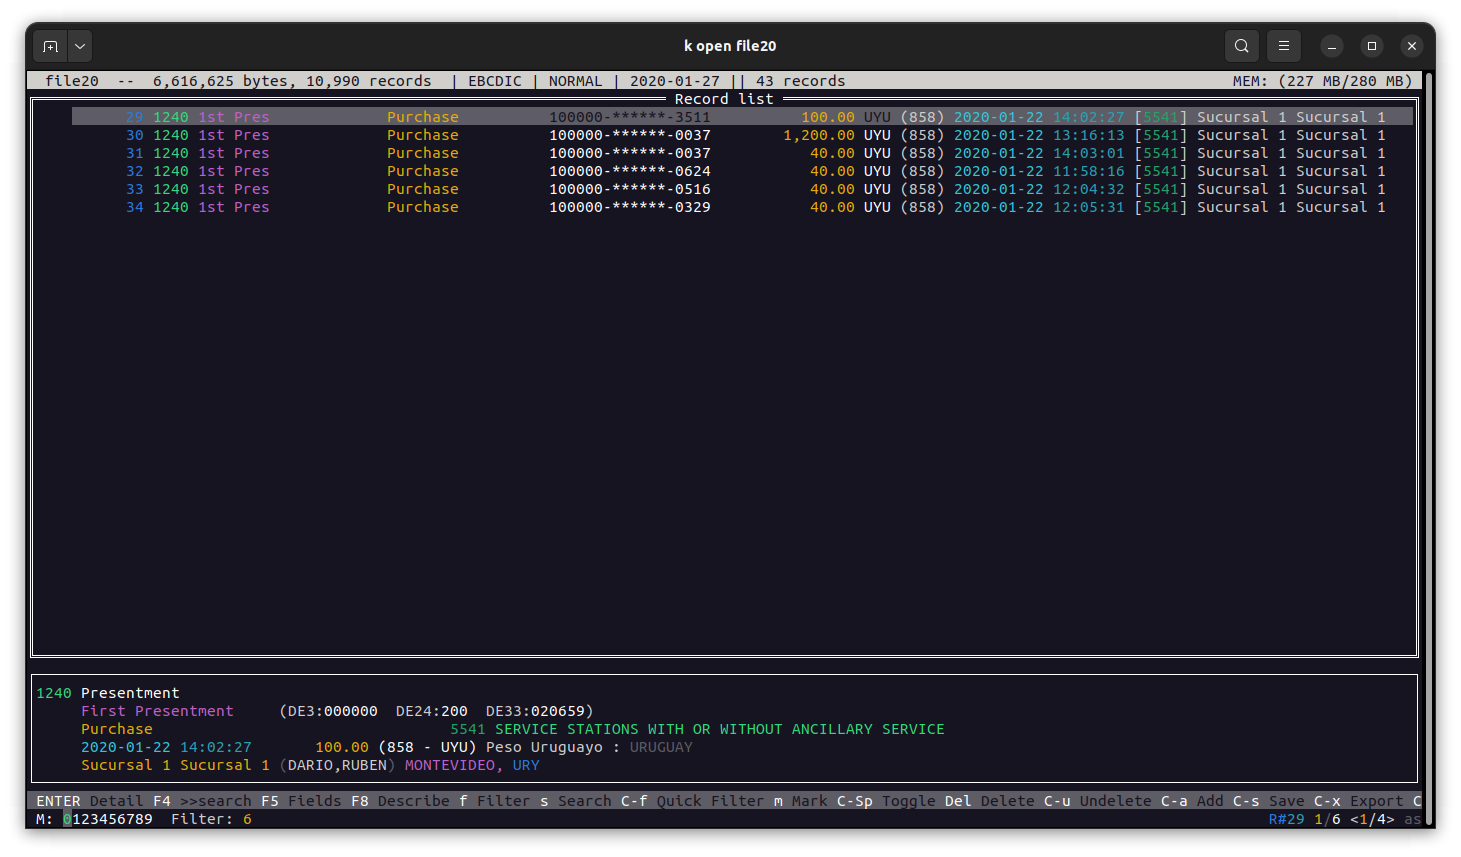 k open file20
file20  --  6,616,625 bytes, 10,990 records  | EBCDIC | NORMAL | 2020-01-27 || 43 records MEM: (227 MB/280 MB)
Record list
29 1240 1st Pres Purchase 100000-******-3511 100.00 UYU (858) 2020-01-22 14:02:27 [5541] Sucursal 1 Sucursal 1
30 1240 1st Pres Purchase 100000-******-0037 1,200.00 UYU (858) 2020-01-22 13:16:13 [5541] Sucursal 1 Sucursal 1
31 1240 1st Pres Purchase 100000-******-0037 40.00 UYU (858) 2020-01-22 14:03:01 [5541] Sucursal 1 Sucursal 1
32 1240 1st Pres Purchase 100000-******-0624 40.00 UYU (858) 2020-01-22 11:58:16 [5541] Sucursal 1 Sucursal 1
33 1240 1st Pres Purchase 100000-******-0516 40.00 UYU (858) 2020-01-22 12:04:32 [5541] Sucursal 1 Sucursal 1
34 1240 1st Pres Purchase 100000-******-0329 40.00 UYU (858) 2020-01-22 12:05:31 [5541] Sucursal 1 Sucursal 1
1240 Presentment
First Presentment (DE3:000000 DE24:200 DE33:020659)
Purchase 5541 SERVICE STATIONS WITH OR WITHOUT ANCILLARY SERVICE
2020-01-22 14:02:27 100.00 (858 - UYU) Peso Uruguayo : URUGUAY
Sucursal 1 Sucursal 1 (DARIO,RUBEN) MONTEVIDEO, URY
ENTER Detail F4 >>search F5 Fields F8 Describe f Filter s Search C-f Quick Filter m Mark C-Sp Toggle Del Delete C-u Undelete C-a Add C-s Save C-x Export C
M: 0123456789 Filter: 6 R#29 1/6 <1/4> as